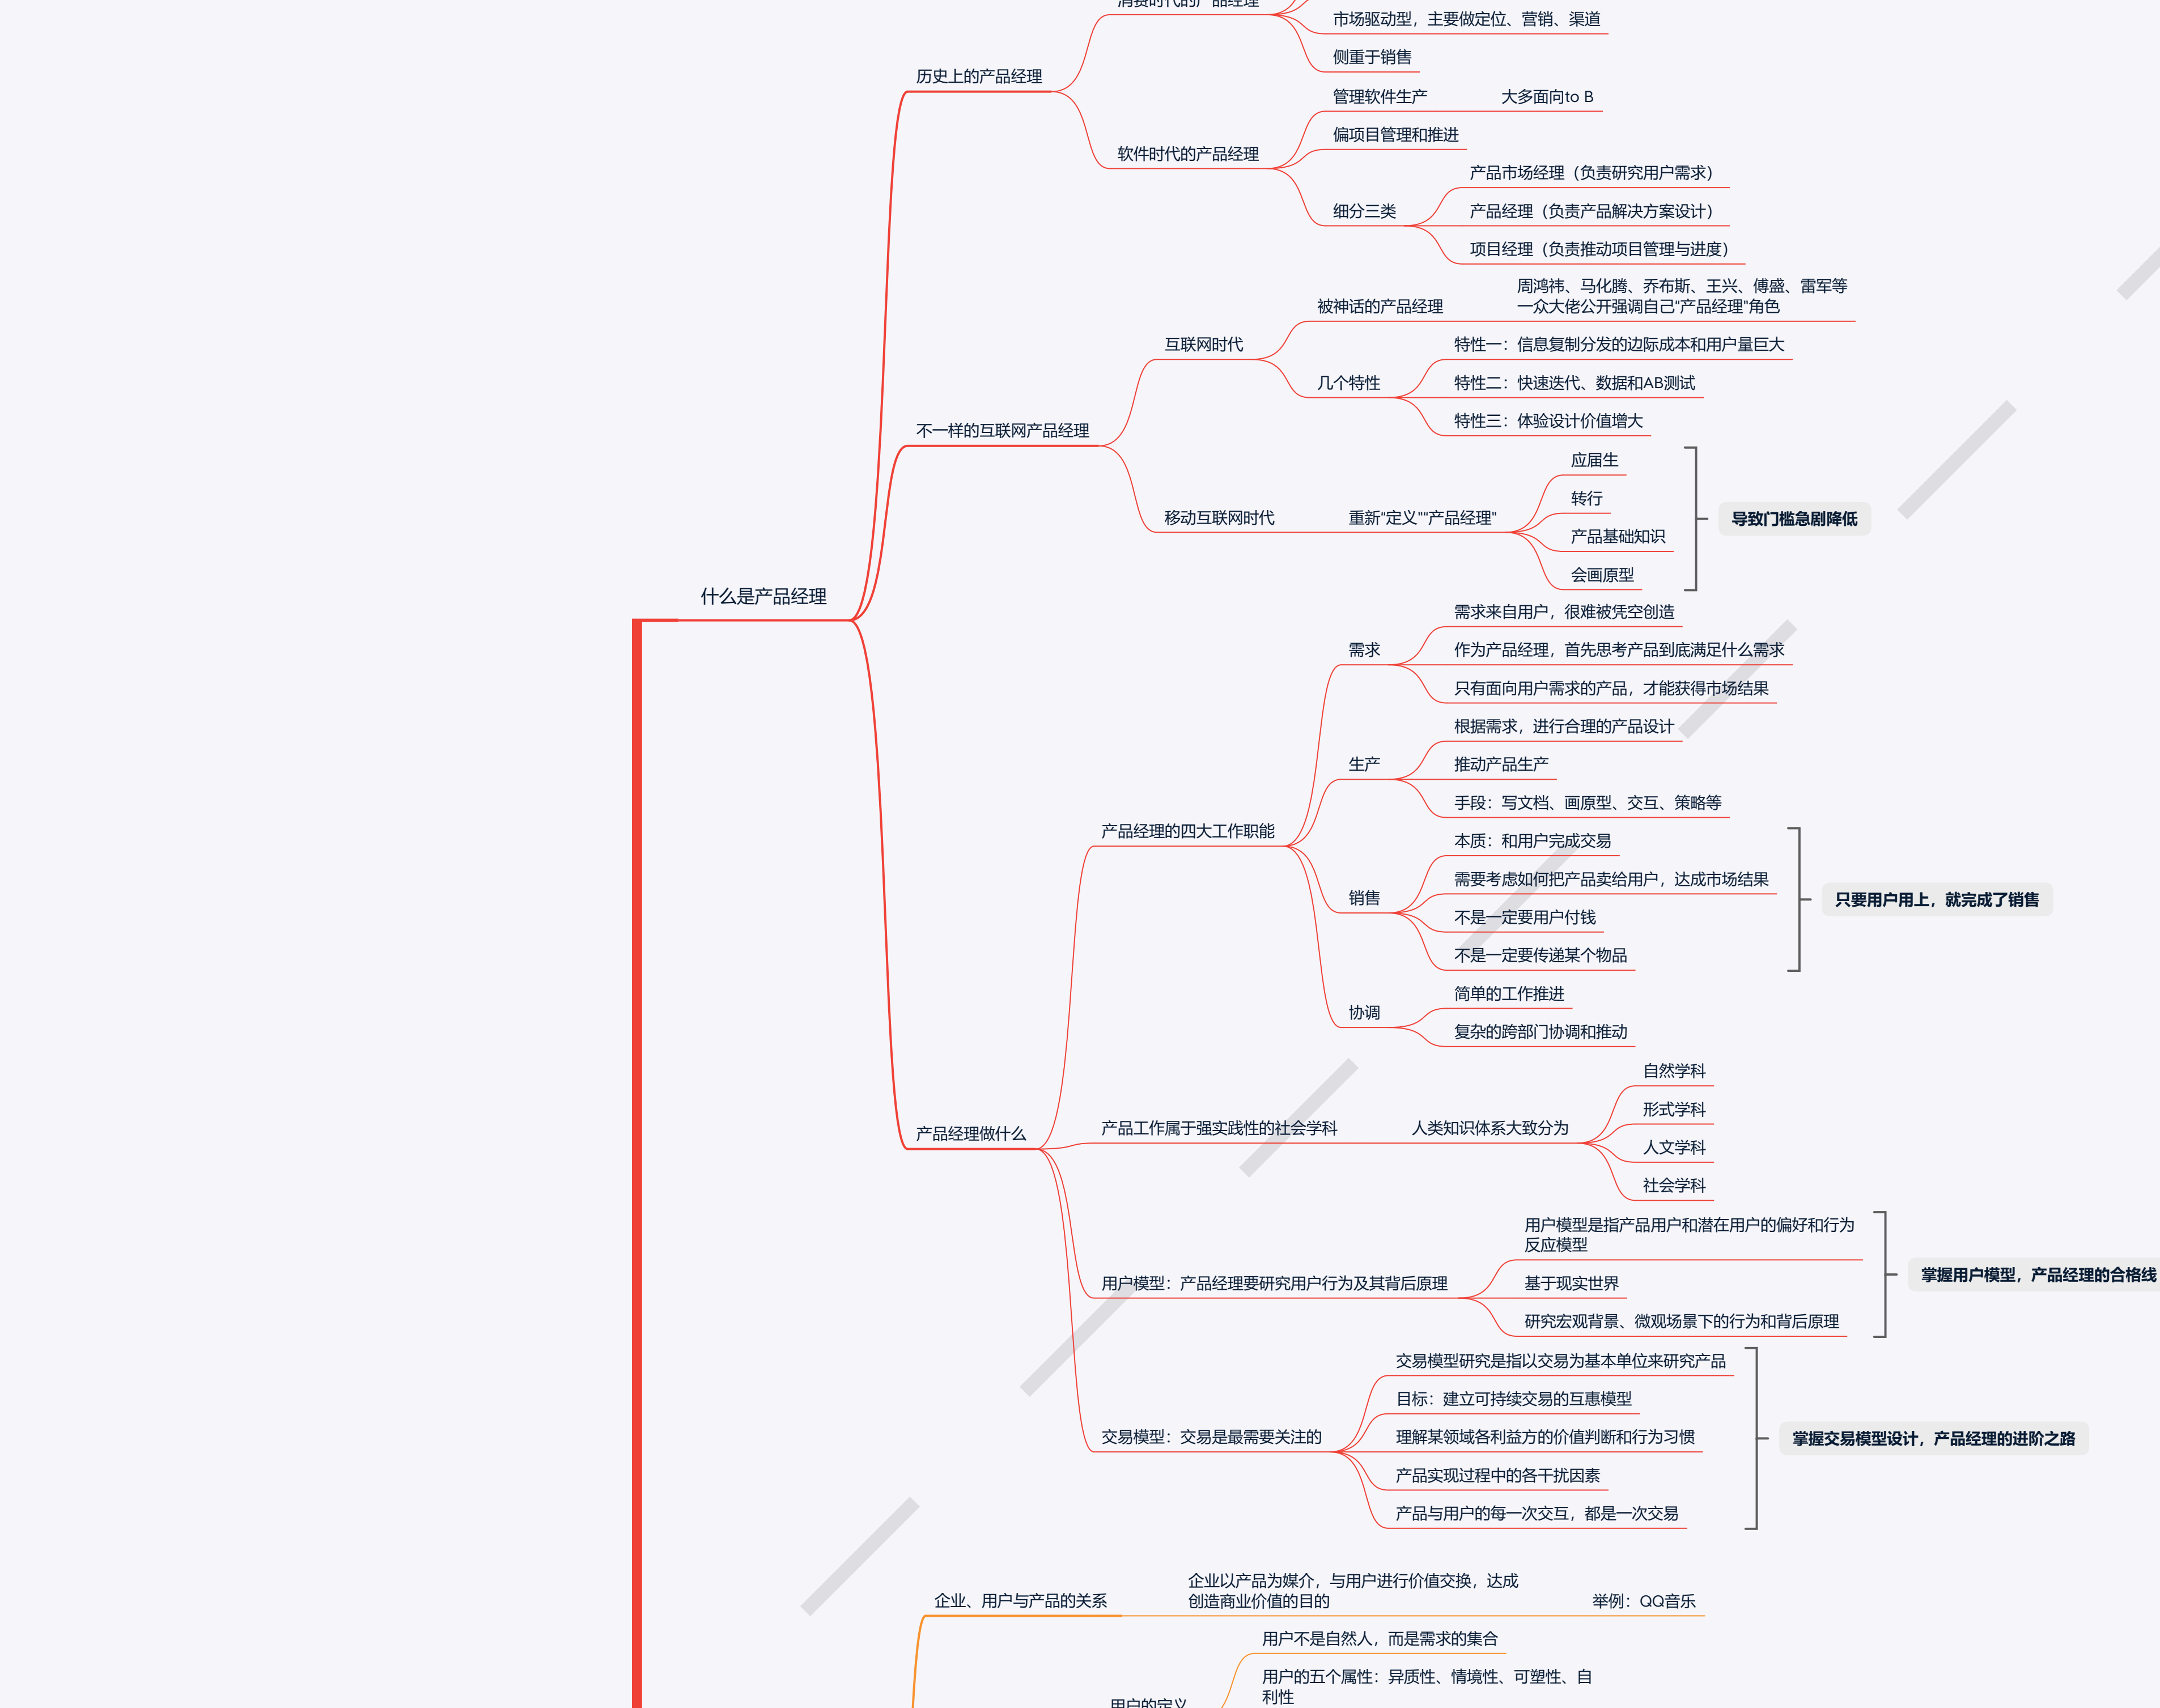 消费时代的产品经理
市场驱动型，主要做定位、营销、渠道
侧重于销售
历史上的产品经理
管理软件生产
大多面向to B
偏项目管理和推进
软件时代的产品经理
产品市场经理（负责研究用户需求）
细分三类
产品经理（负责产品解决方案设计）
项目经理（负责推动项目管理与进度）
周鸿祎、马化腾、乔布斯、王兴、傅盛、雷军等
一众大佬公开强调自己"产品经理"角色
被神话的产品经理
互联网时代
特性一：信息复制分发的边际成本和用户量巨大
几个特性
特性二：快速迭代、数据和AB测试
特性三：体验设计价值增大
不一样的互联网产品经理
应届生
转行
移动互联网时代
重新"定义""产品经理"
导致门槛急剧降低
产品基础知识
会画原型
什么是产品经理
需求来自用户，很难被凭空创造
需求
作为产品经理，首先思考产品到底满足什么需求
只有面向用户需求的产品，才能获得市场结果
根据需求，进行合理的产品设计
生产
推动产品生产
手段：写文档、画原型、交互、策略等
产品经理的四大工作职能
本质：和用户完成交易
需要考虑如何把产品卖给用户，达成市场结果
销售
只要用户用上，就完成了销售
不是一定要用户付钱
不是一定要传递某个物品
简单的工作推进
协调
复杂的跨部门协调和推动
自然学科
形式学科
产品经理做什么
产品工作属于强实践性的社会学科
人类知识体系大致分为
人文学科
社会学科
用户模型是指产品用户和潜在用户的偏好和行为
反应模型
用户模型：产品经理要研究用户行为及其背后原理
基于现实世界
掌握用户模型，产品经理的合格线
研究宏观背景、微观场景下的行为和背后原理
交易模型研究是指以交易为基本单位来研究产品
目标：建立可持续交易的互惠模型
交易模型：交易是最需要关注的
理解某领域各利益方的价值判断和行为习惯
掌握交易模型设计，产品经理的进阶之路
产品实现过程中的各干扰因素
产品与用户的每一次交互，都是一次交易
企业、用户与产品的关系
企业以产品为媒介，与用户进行价值交换，达成
创造商业价值的目的
举例：QQ音乐
用户不是自然人，而是需求的集合
用户的五个属性：异质性、情境性、可塑性、自
利性
用户的定义